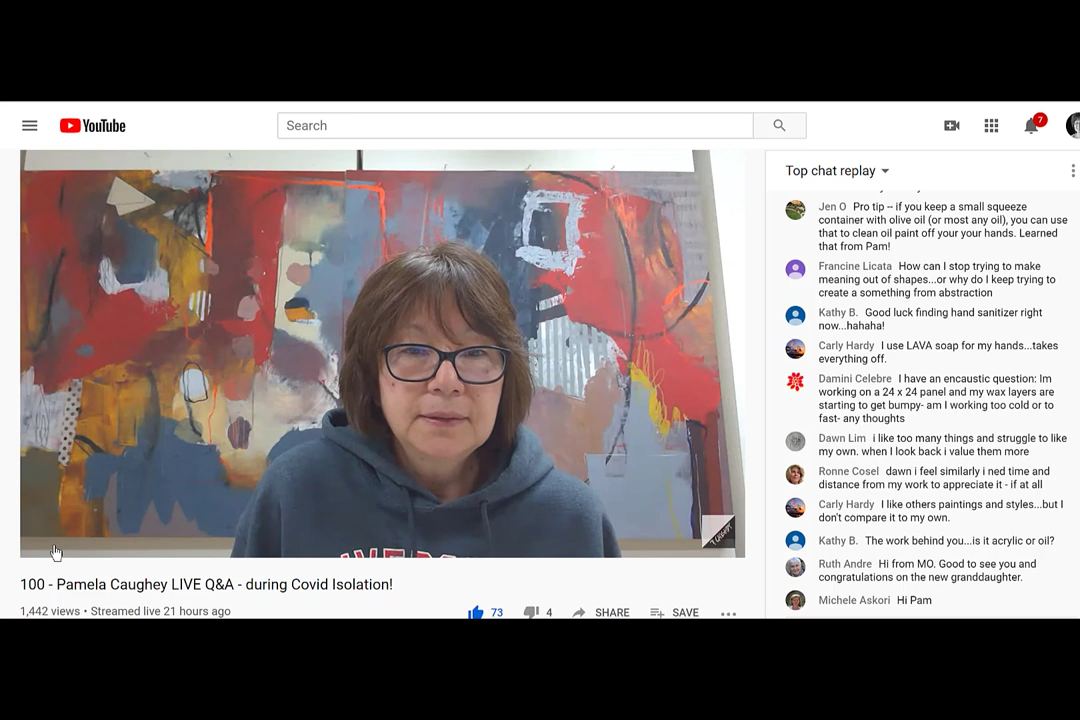 YouTube
Search
7
Top chat replay
Jen O Pro tip -- if you keep a small squeeze
container with olive oil (or most any oil), you can use
that to clean oil paint off your your hands. Learned
that from Pam!
Francine Licata How can I stop trying to make
meaning out of shapes...or why do I keep trying to
create a something from abstraction
Kathy B. Good luck finding hand sanitizer right
now...hahaha!
Carly Hardy I use LAVA soap for my hands...takes
everything off.
Damini Celebre I have an encaustic question: Im
working on a 24 x 24 panel and my wax layers are
starting to get bumpy- am I working too cold or to
fast- any thoughts
Dawn Lim i like too many things and struggle to like
my own. when I look back i value them more
Ronne Cosel dawn i feel similarly i ned time and
distance from my work to appreciate it - if at all
Carly Hardy I like others paintings and styles...but I
don't compare it to my own.
Kathy B. The work behind you...is it acrylic or oil?
Ruth Andre Hi from MO. Good to see you and
congratulations on the new granddaughter.
Michele Askori Hi Pam
100 - Pamela Caughey LIVE Q&A - during Covid Isolation!
1,442 views • Streamed live 21 hours ago
73
4
SHARE
SAVE